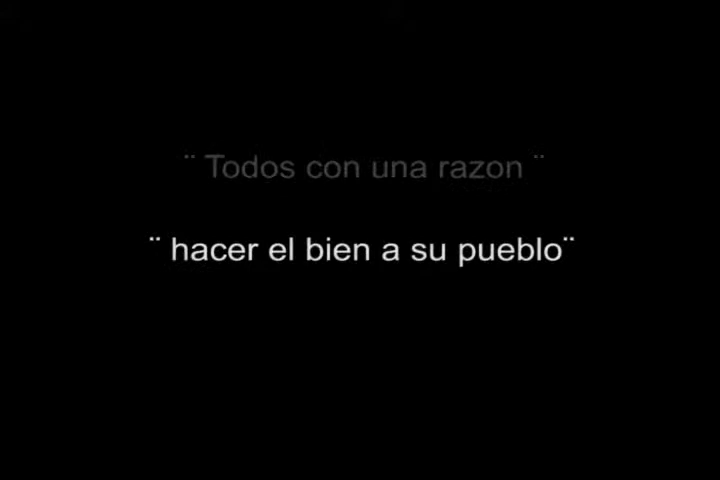 ¨ Todos con una razon ¨
¨ hacer el bien a su pueblo¨